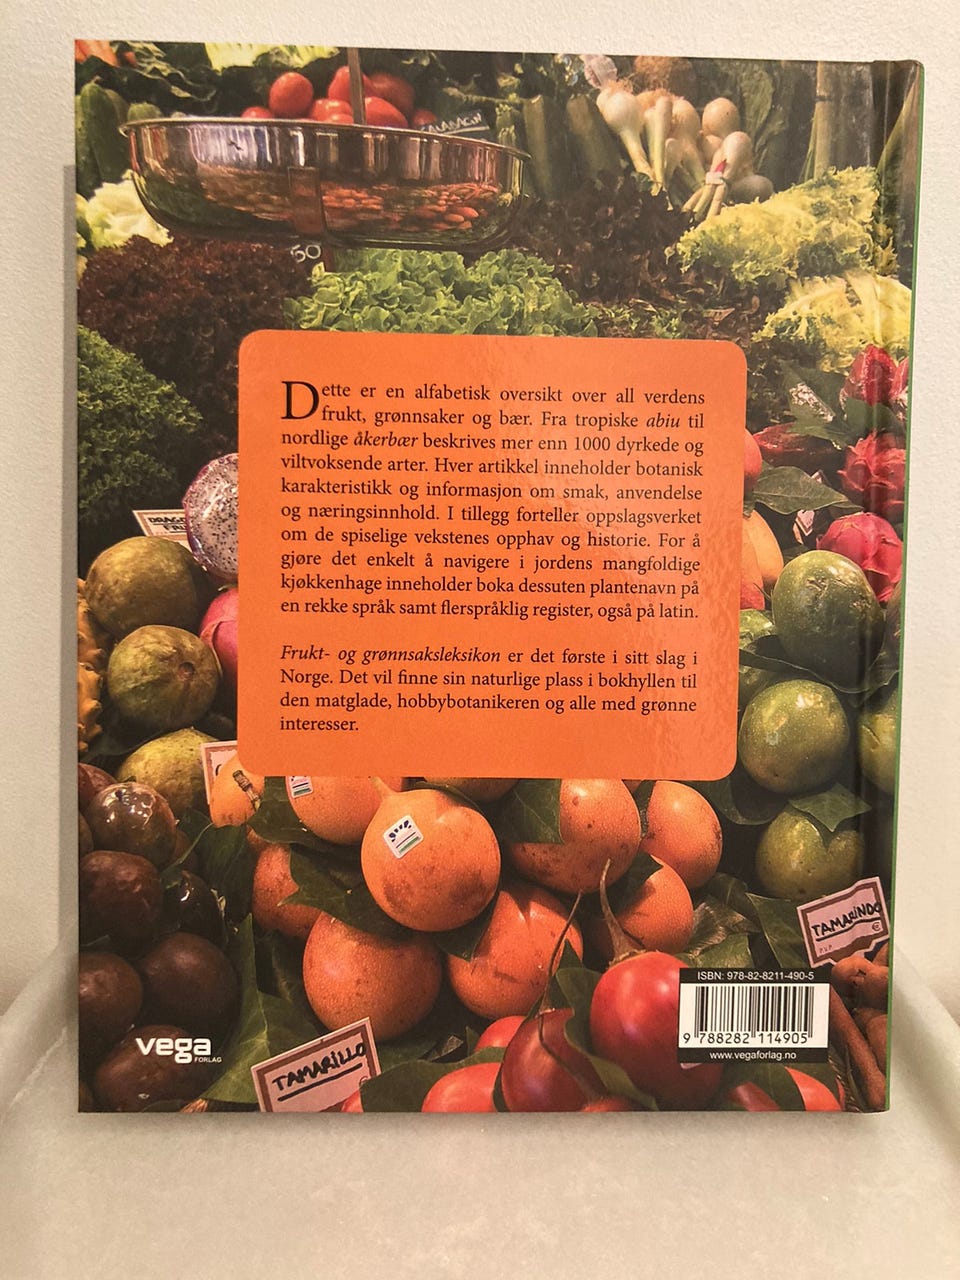 CALABACIN
50
Dette er en alfabetisk oversikt over all verdens
frukt, grønnsaker og bær. Fra tropiske abiu til
nordlige åkerbær beskrives mer enn 1000 dyrkede og
viltvoksende arter. Hver artikkel inneholder botanisk
karakteristikk og informasjon om smak, anvendelse
og næringsinnhold. I tillegg forteller oppslagsverket
om de spiselige vekstenes opphav og historie. For å
gjøre det enkelt å navigere i jordens mangfoldige
kjøkkenhage inneholder boka dessuten plantenavn på
en rekke språk samt flerspråklig register, også på latin.
Frukt- og grønnsaksleksikon er det første i sitt slag i
Norge. Det vil finne sin naturlige plass i bokhyllen til
den matglade, hobbybotanikeren og alle med grønne
interesser.
TAMARINDO
P.V.P. €
ISBN: 978-82-8211-490-5
9 788282 114905
www.vegaforlag.no
vega
FORLAG
TAMARILLO